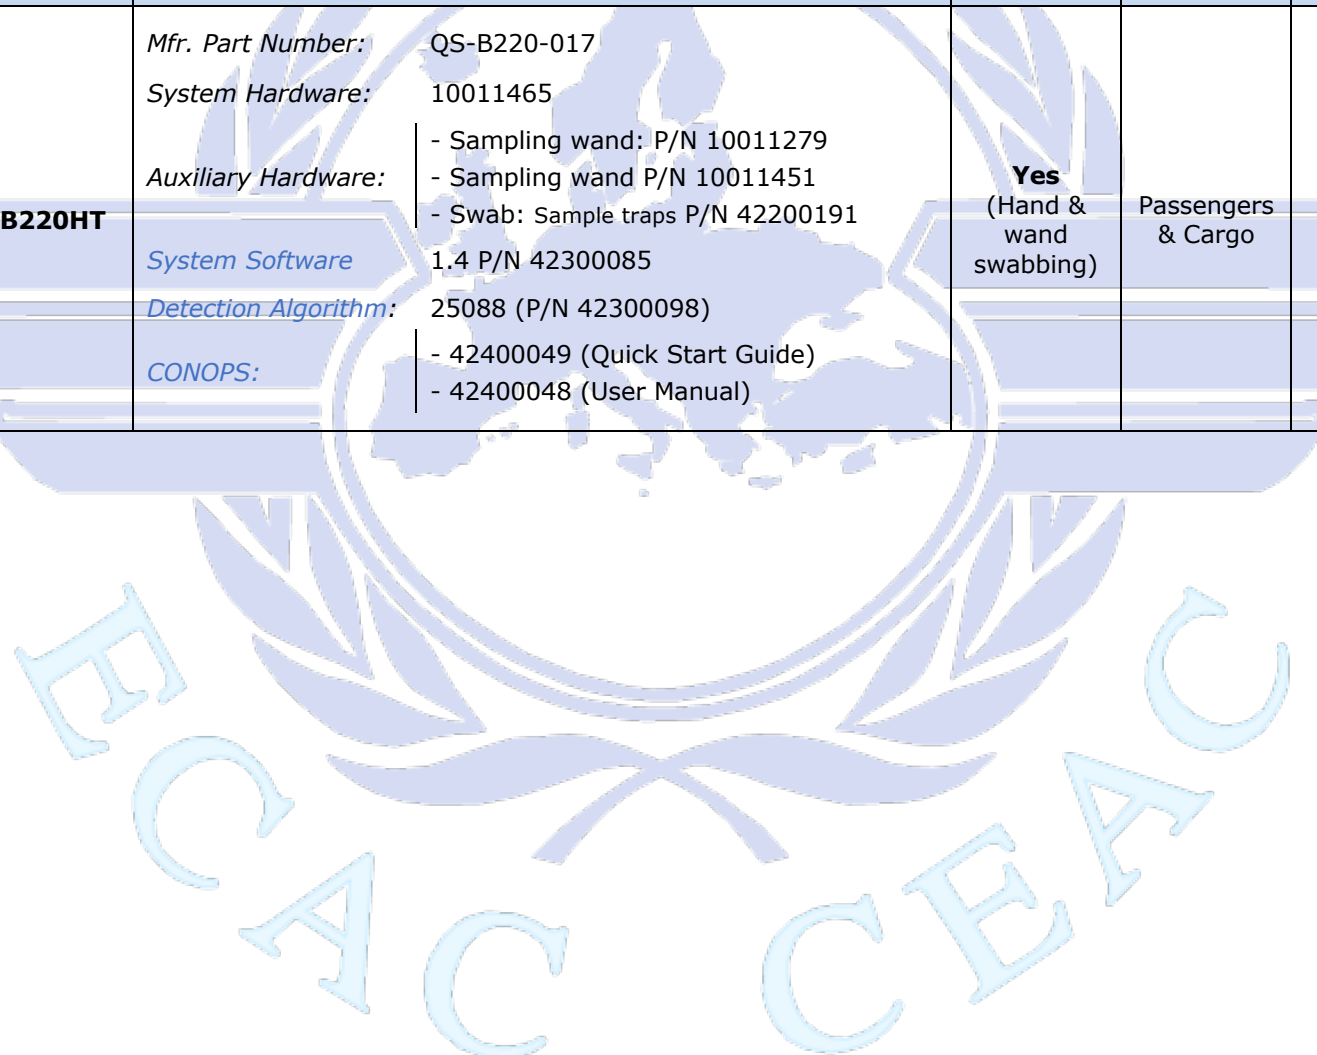 Mfr. Part Number: QS-B220-017
System Hardware: 10011465
Auxiliary Hardware:
- Sampling wand: P/N 10011279
- Sampling wand P/N 10011451
- Swab: Sample traps P/N 42200191
B220HT
System Software 1.4 P/N 42300085
Detection Algorithm: 25088 (P/N 42300098)
CONOPS:
- 42400049 (Quick Start Guide)
- 42400048 (User Manual)
Yes
(Hand &
wand
swabbing)
Passengers
& Cargo
ECAC CEAC